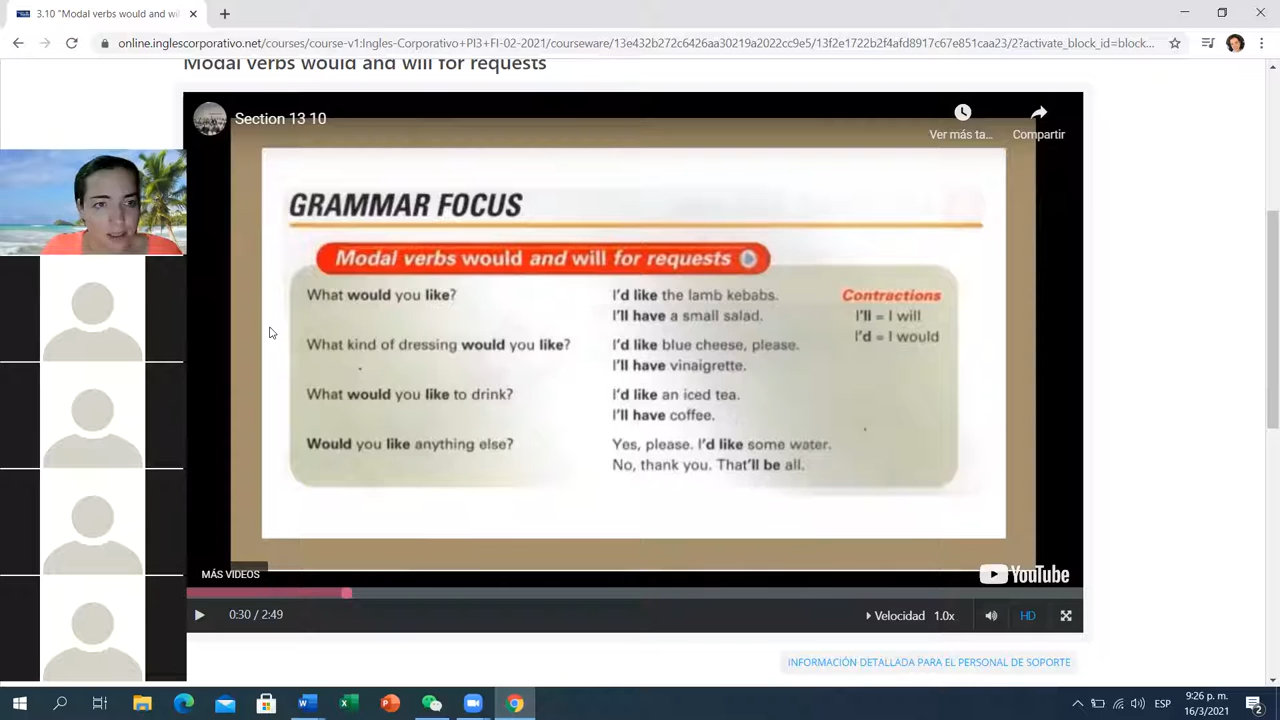 3.10 "Modal verbs would and wil
online.inglescorporativo.net/courses/course-v1:Ingles-Corporativo+PI3+FI-02-2021/courseware/13e432b272c6426aa30219a2022cc9e5/13f2e1722b2f4afd8917c67e851caa23/2?activate_block_id=block...
Modal verbs would and will for requests
Section 13 10
Ver más ta...
Compartir
GRAMMAR FOCUS
Modal verbs would and will for requests
What would you like?
I'd like the lamb kebabs.
I'll have a small salad.
What kind of dressing would you like?
I'd like blue cheese, please.
I'll have vinaigrette.
What would you like to drink?
I'd like an iced tea.
I'll have coffee.
Would you like anything else?
Yes, please. I'd like some water.
No, thank you. That'll be all.
Contractions
I'll = I will
I'd = I would
MÁS VIDEOS
YouTube
0:30 / 2:49
Velocidad 1.0x
HD
INFORMACIÓN DETALLADA PARA EL PERSONAL DE SOPORTE
ESP
9:26 p. m.
16/3/2021
2